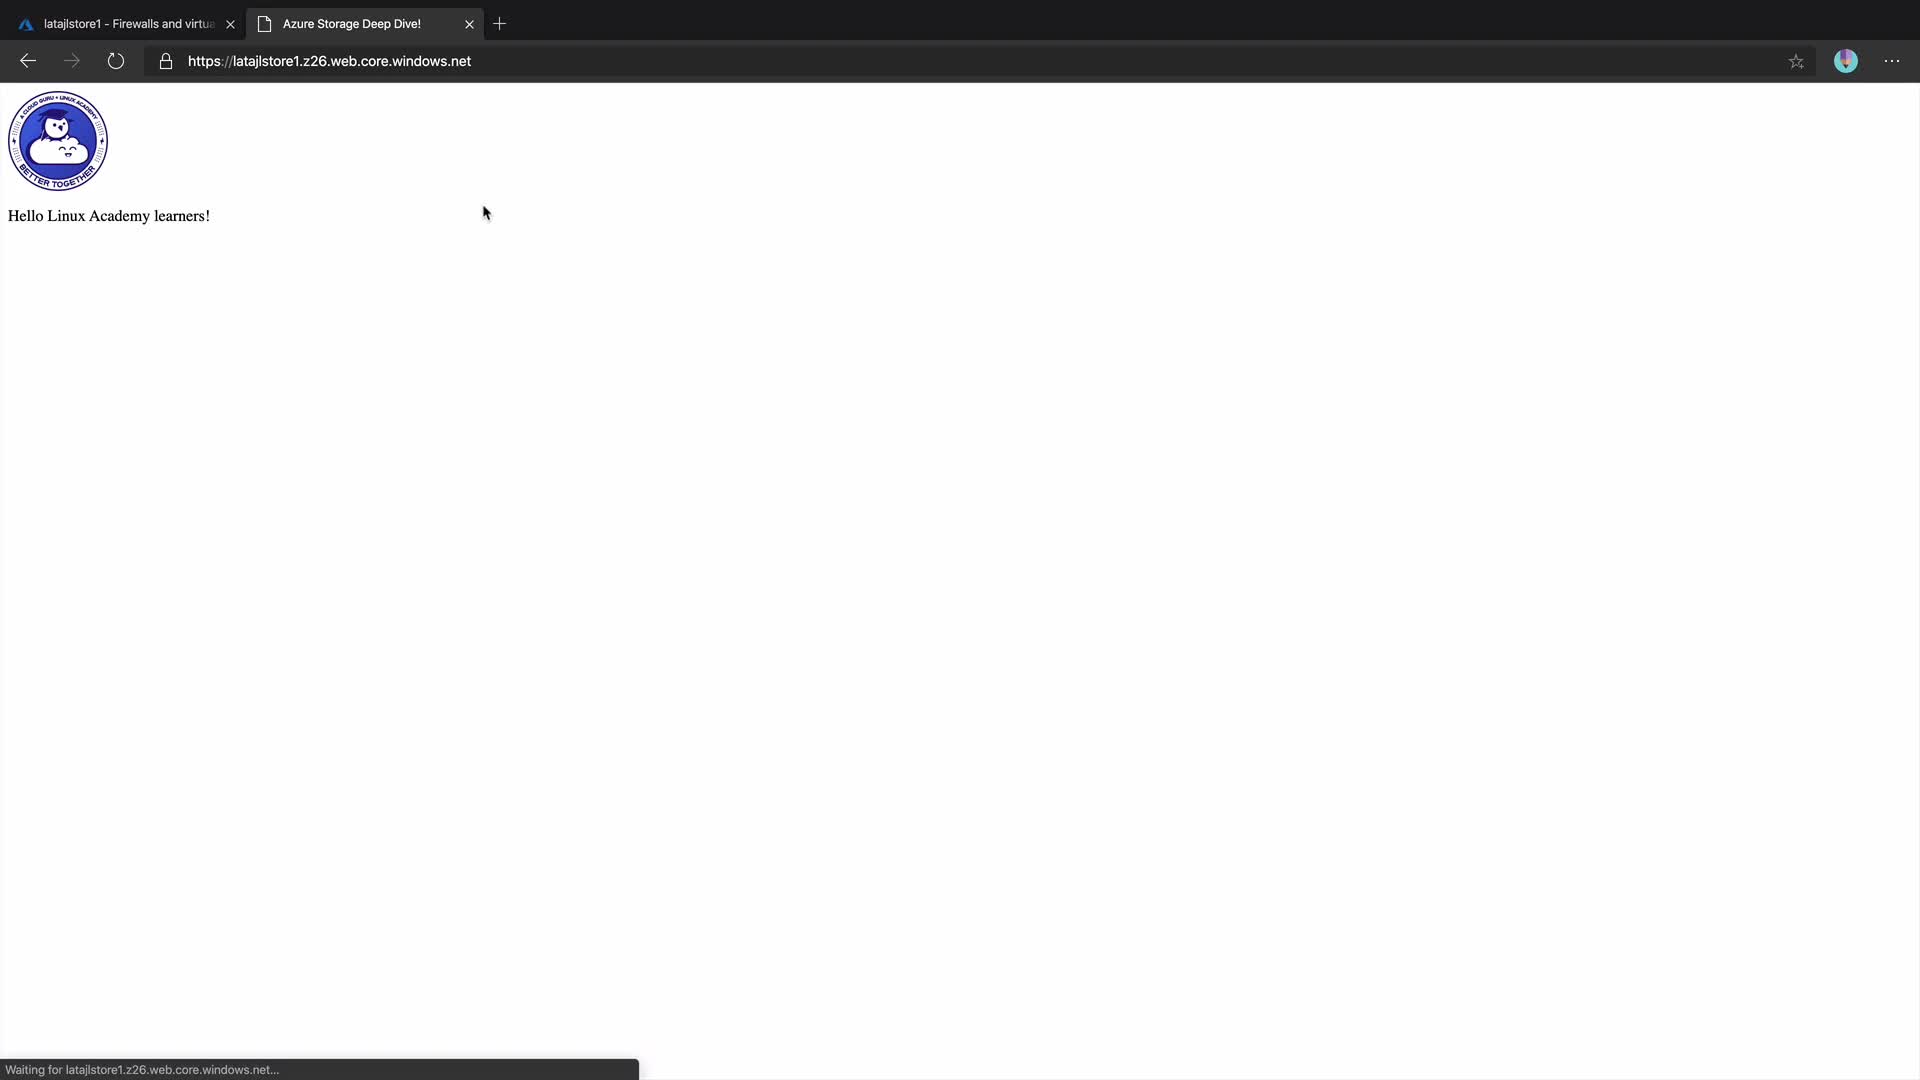 latajlstore1 - Firewalls and virtua
Azure Storage Deep Dive!
https://latajlstore1.z26.web.core.windows.net
A CLOUD GURU + LINUX ACADEMY
BETTER TOGETHER
Hello Linux Academy learners!
Waiting for latajlstore1.z26.web.core.windows.net...